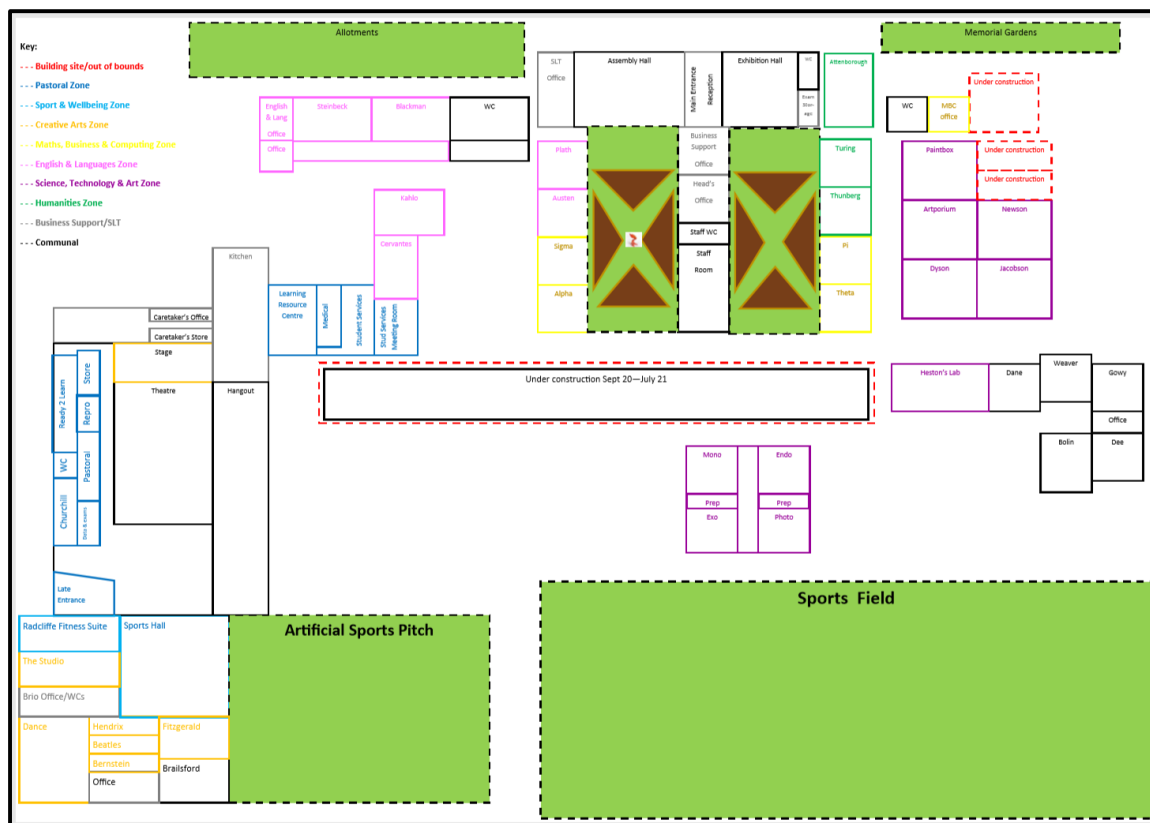 Allotments
Memorial Gardens
Key:
- - - Building site/out of bounds
- - - Pastoral Zone
- - - Sport & Wellbeing Zone
- - - Creative Arts Zone
- - - Maths, Business & Computing Zone
- - - English & Languages Zone
- - - Science, Technology & Art Zone
- - - Humanities Zone
- - - Business Support/SLT
- - - Communal
SLT
Office
Assembly Hall
Main Entrance
Reception
Exhibition Hall
WC
Exam
Storage
Attenborough
English
& Lang
Office
Office
Steinbeck
Blackman
WC
WC
MBC
office
Under construction
Under construction
Under construction
Plath
Austen
Sigma
Alpha
Business
Support
Office
Head's
Office
Staff WC
Staff
Room
Turing
Thunberg
Pi
Theta
Paintbox
Artporium
Newson
Dyson
Jacobson
Kahlo
Cervantes
Kitchen
Learning
Resource
Centre
Medical
Student Services
Stud Services
Meeting Room
Caretaker's Office
Caretaker's Store
Stage
Theatre
Hangout
Ready 2 Learn
Store
Repro
WC
Pastoral
Churchill
Data & exams
Late
Entrance
Under construction Sept 20—July 21
Heston's Lab
Dane
Weaver
Gowy
Office
Bolin
Dee
Mono
Endo
Prep
Prep
Exo
Photo
Radcliffe Fitness Suite
Sports Hall
The Studio
Brio Office/WCs
Dance
Hendrix
Beatles
Bernstein
Office
Fitzgerald
Brailsford
Artificial Sports Pitch
Sports Field